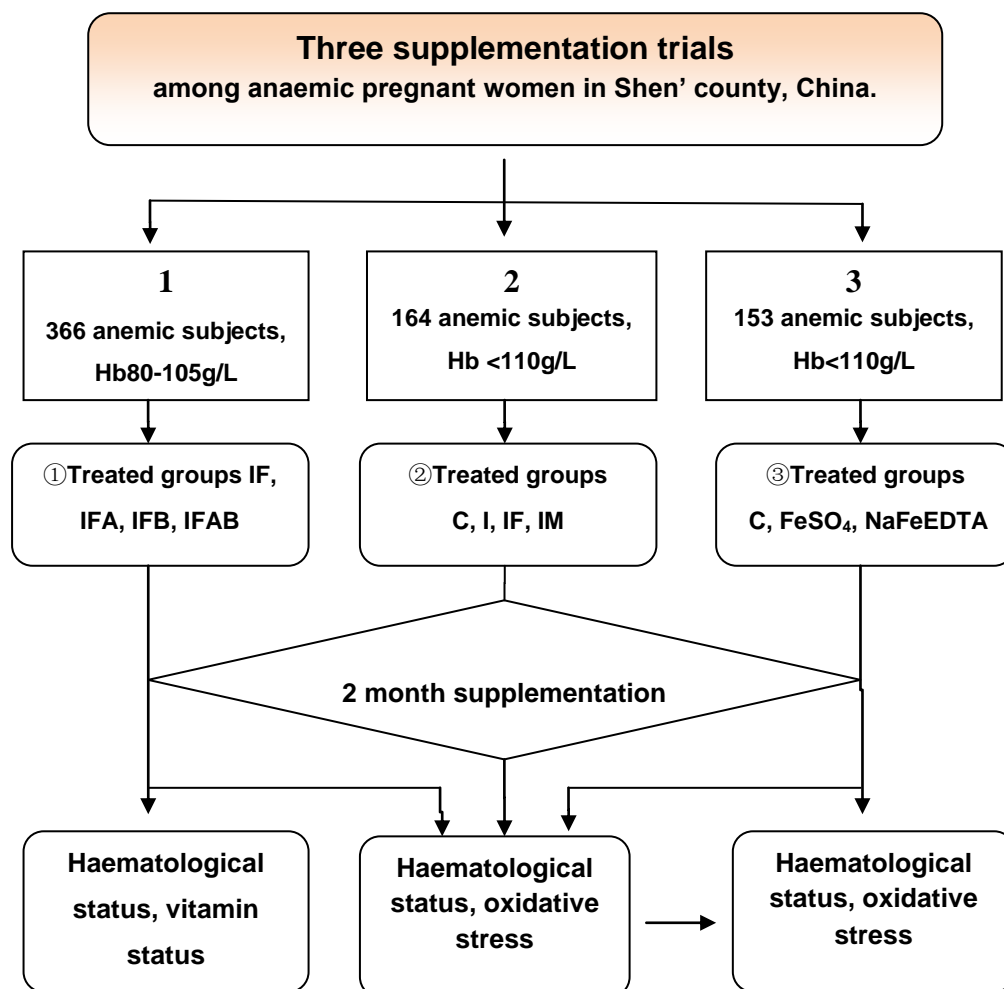 Three supplementation trials
among anaemic pregnant women in Shen' county, China.
1
366 anemic subjects,
Hb80-105g/L
2
164 anemic subjects,
Hb <110g/L
3
153 anemic subjects,
Hb<110g/L
①Treated groups IF,
IFA, IFB, IFAB
②Treated groups
C, I, IF, IM
③Treated groups
C, FeSO₄, NaFeEDTA
2 month supplementation
Haematological
status, vitamin
status
Haematological
status, oxidative
stress
Haematological
status, oxidative
stress